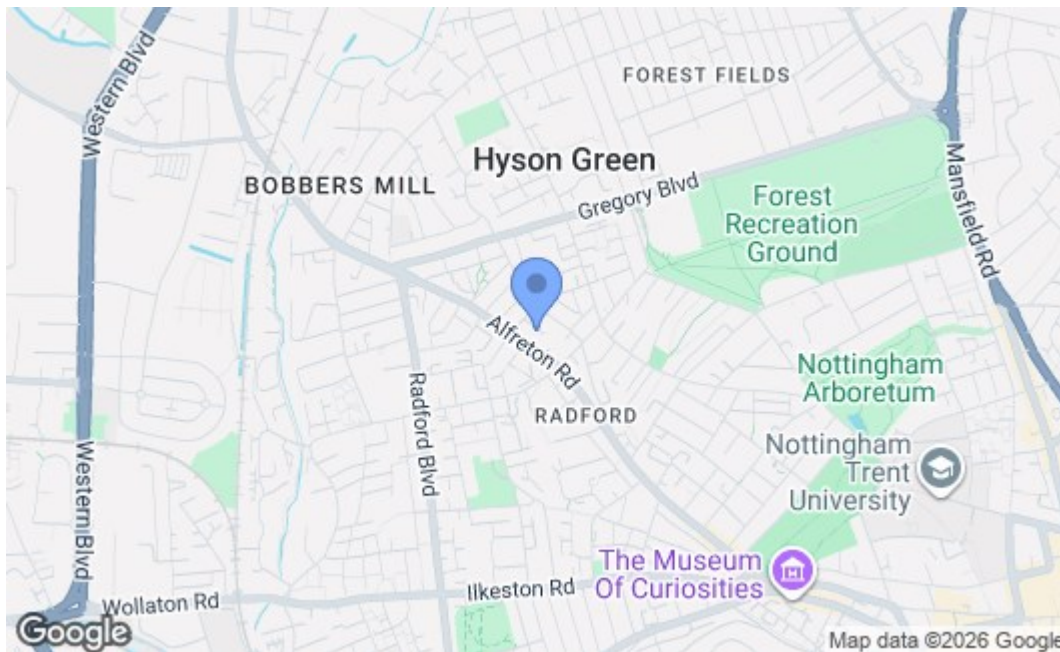 Western Blvd
FOREST FIELDS
Hyson Green
BOBBERS MILL
Gregory Blvd
Mansfield Rd
Forest
Recreation
Ground
Alfreton Rd
Nottingham
Arboretum
Radford Blvd
RADFORD
Nottingham
Trent
University
Western Blvd
The Museum
Of Curiosities
Ilkeston Rd
Wollaton Rd
Google
Map data ©2026 Google